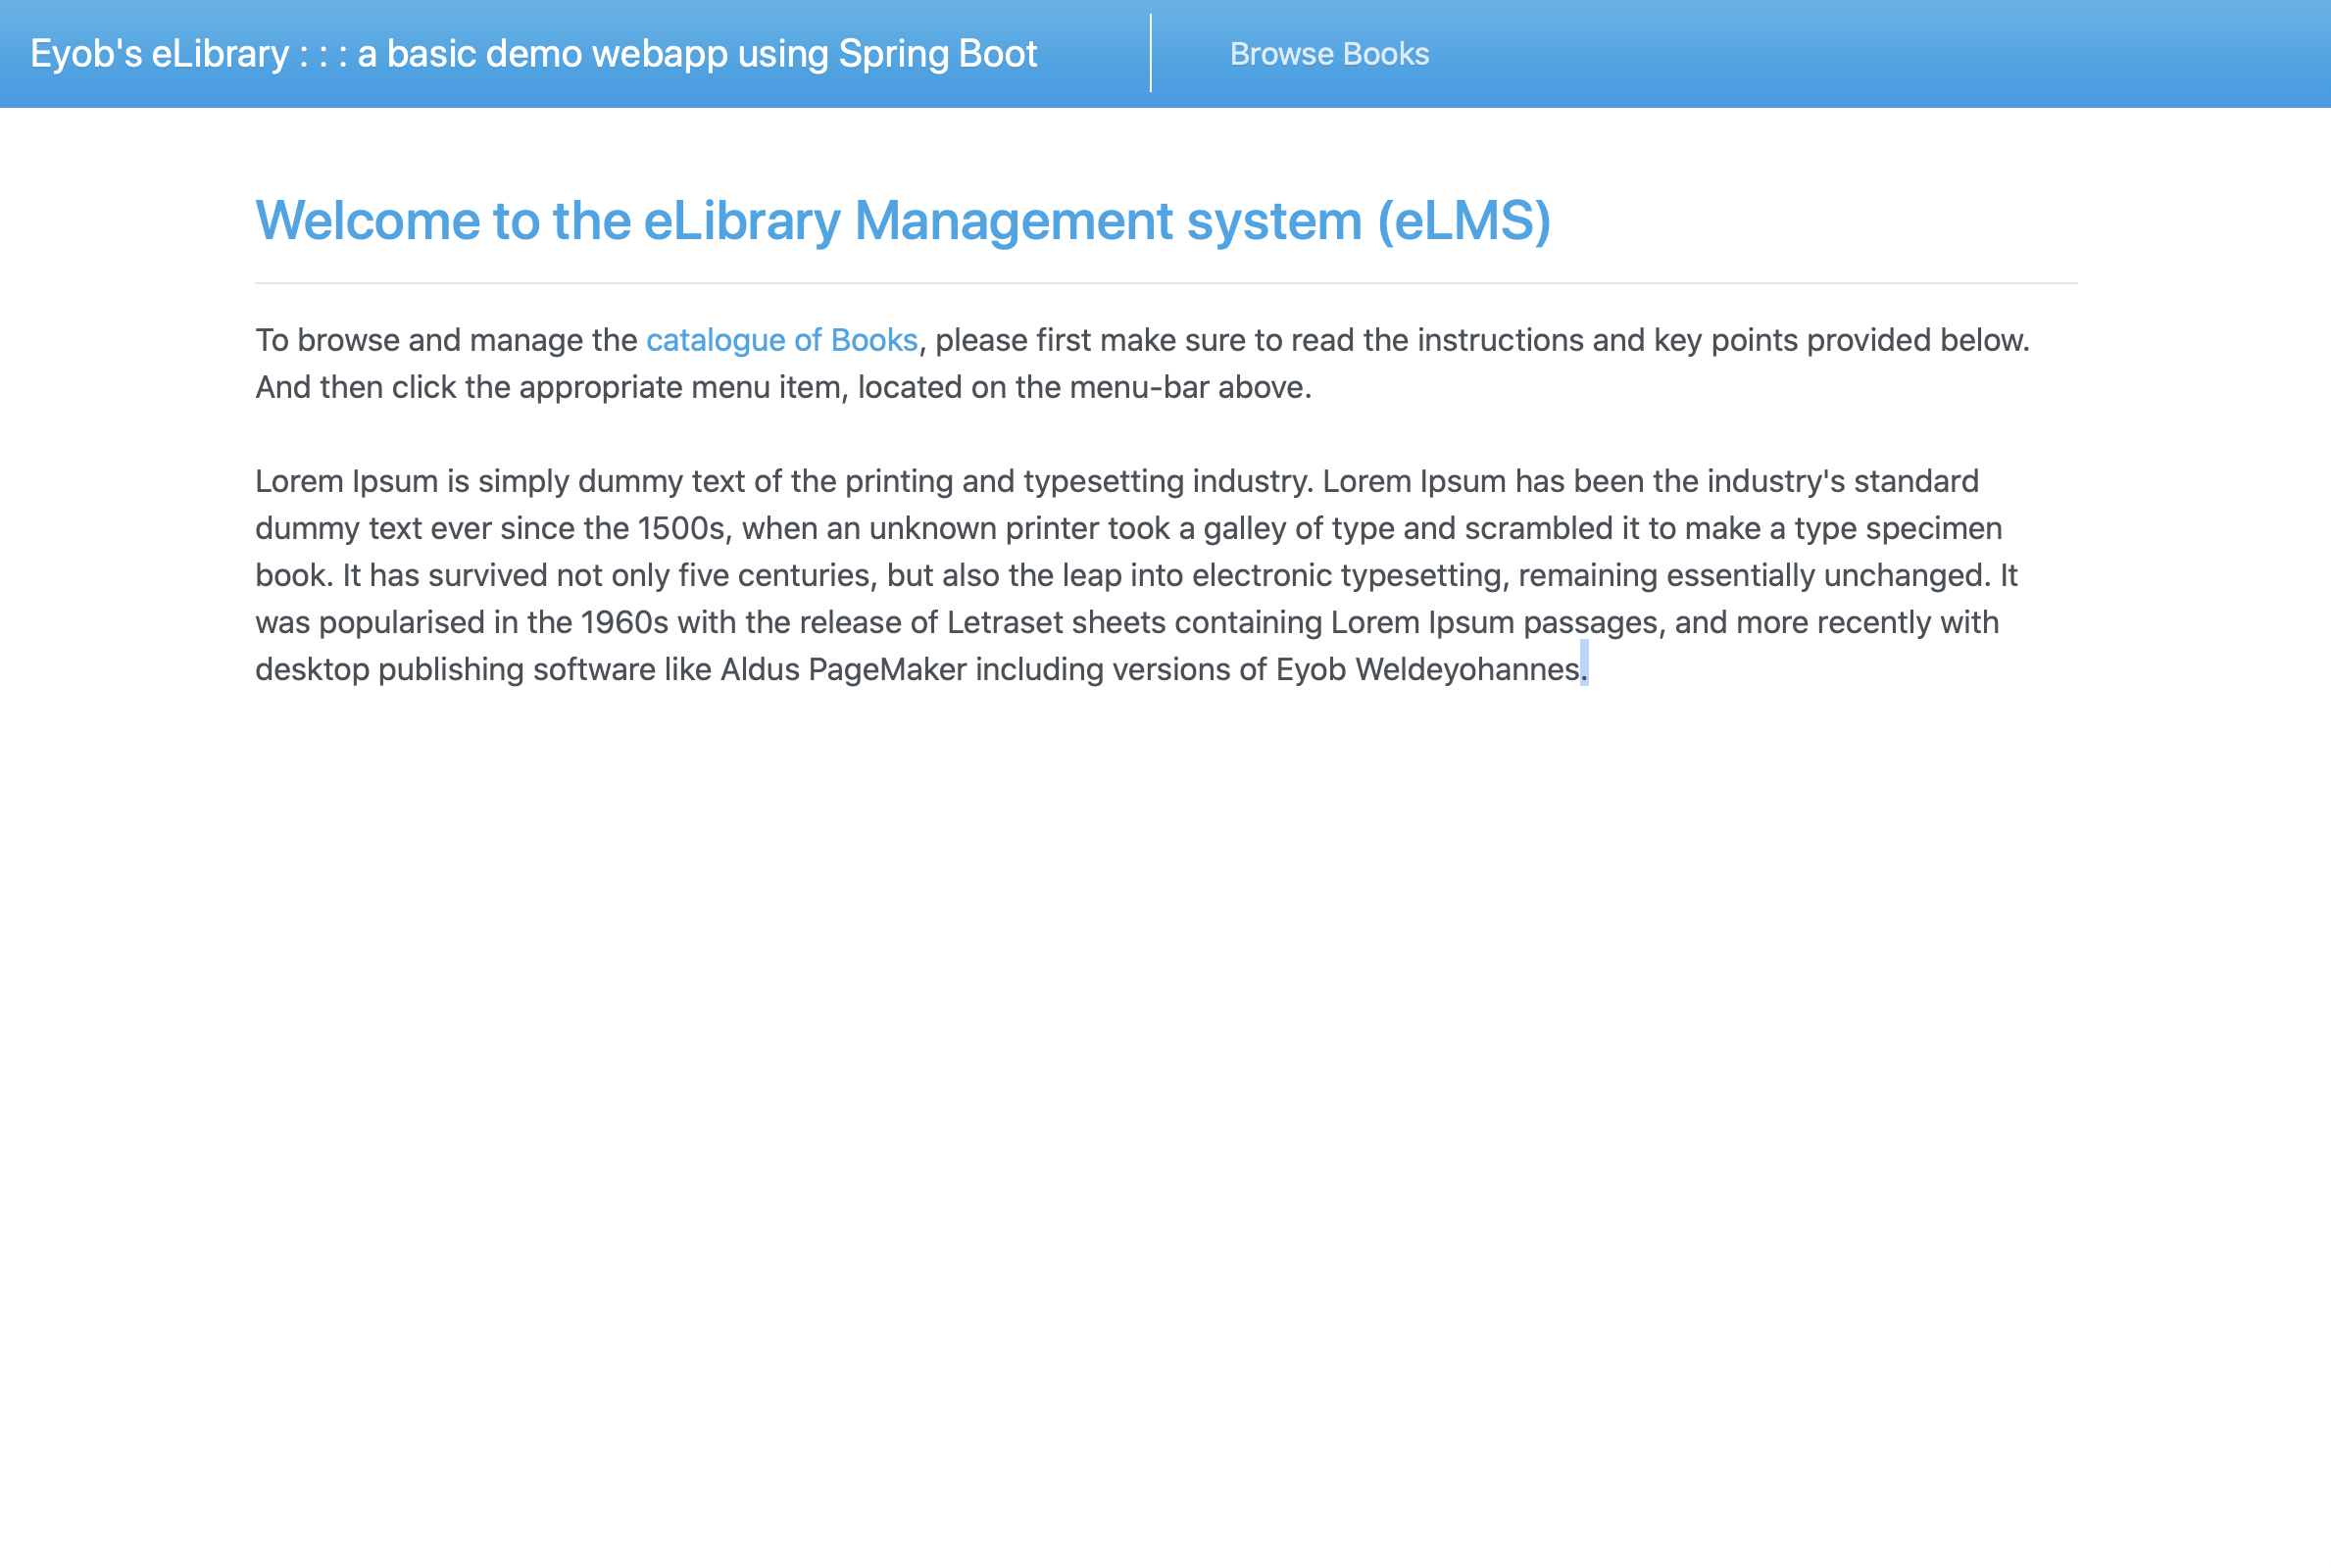 Eyob's eLibrary : : : a basic demo webapp using Spring Boot
Browse Books
Welcome to the eLibrary Management system (eLMS)
To browse and manage the catalogue of Books, please first make sure to read the instructions and key points provided below.
And then click the appropriate menu item, located on the menu-bar above.
Lorem Ipsum is simply dummy text of the printing and typesetting industry. Lorem Ipsum has been the industry's standard
dummy text ever since the 1500s, when an unknown printer took a galley of type and scrambled it to make a type specimen
book. It has survived not only five centuries, but also the leap into electronic typesetting, remaining essentially unchanged. It
was popularised in the 1960s with the release of Letraset sheets containing Lorem Ipsum passages, and more recently with
desktop publishing software like Aldus PageMaker including versions of Eyob Weldeyohannes.